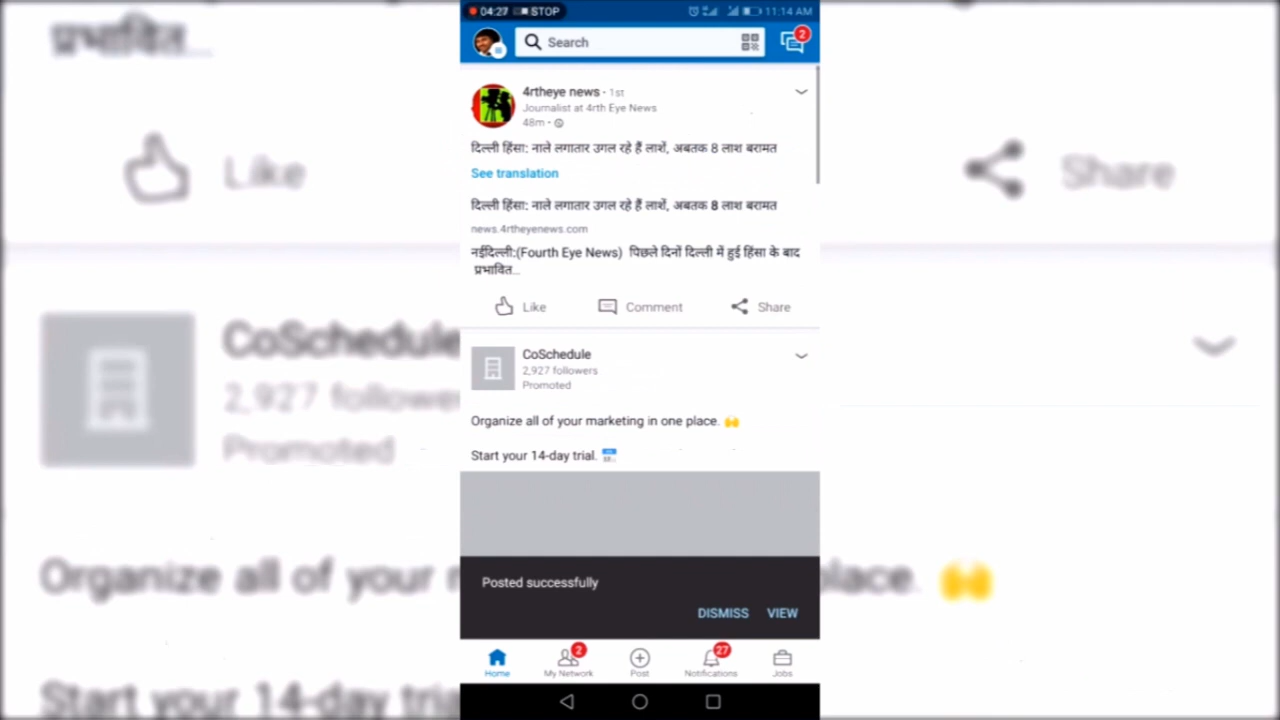 04:27 STOP 11:14 AM
Search
2
4rtheye news • 1st
Journalist at 4rth Eye News
48m •
दिल्ली हिंसा: नाले लगातार उगल रहे हैं लाशें, अबतक 8 लाश बरामत
See translation
दिल्ली हिंसा: नाले लगातार उगल रहे हैं लाशें, अबतक 8 लाश बरामत
news.4rtheyenews.com
नईदिल्ली:(Fourth Eye News) पिछले दिनों दिल्ली में हुई हिंसा के बाद
प्रभावित...
Like Comment Share
CoSchedule
2,927 followers
Promoted
Organize all of your marketing in one place. 🙌
Start your 14-day trial.
Posted successfully
DISMISS VIEW
2 27
Home My Network Post Notifications Jobs
प्रभावित...
Like Share
CoSchedule
2,927 followe
Promoted
Organize all of your place. 🙌
Start your 14-day tria